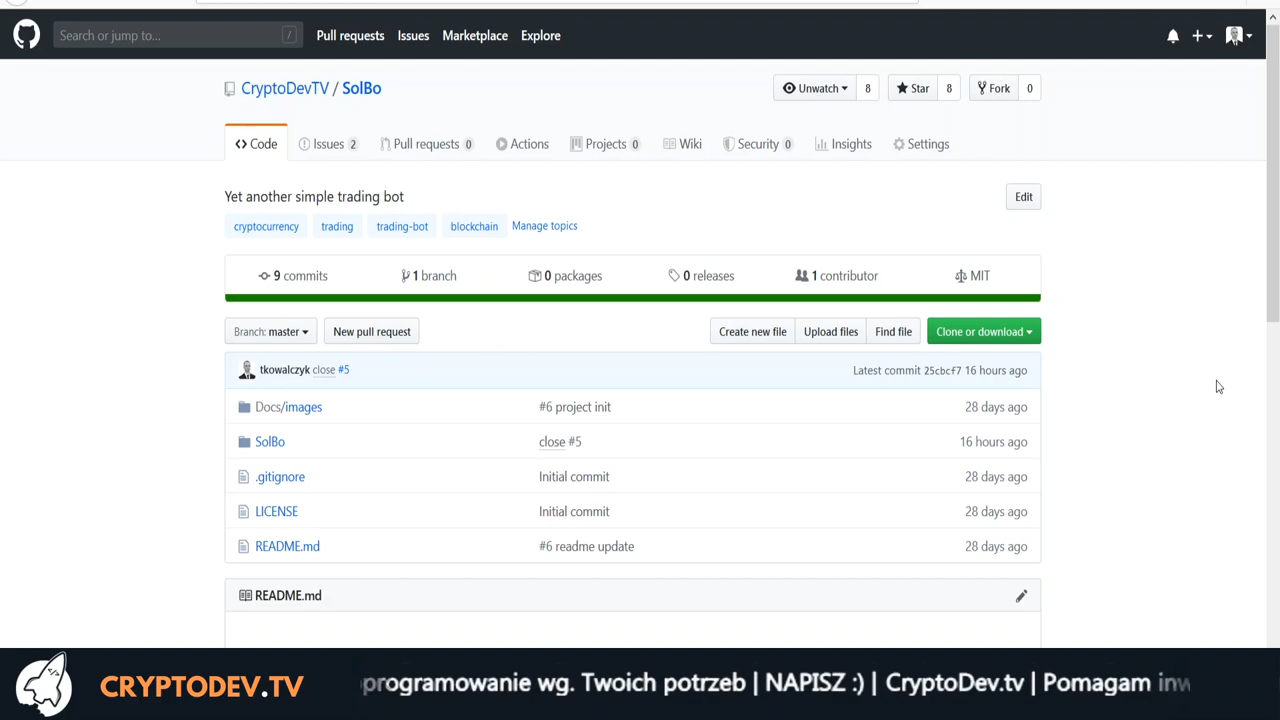 Search or jump to... /
Pull requests Issues Marketplace Explore
CryptoDevTV / SolBo
Unwatch 8 Star 8 Fork 0
Code Issues 2 Pull requests 0 Actions Projects 0 Wiki Security 0 Insights Settings
Yet another simple trading bot
Edit
cryptocurrency trading trading-bot blockchain Manage topics
9 commits 1 branch 0 packages 0 releases 1 contributor MIT
Branch: master New pull request Create new file Upload files Find file Clone or download
tkowalczyk close #5 Latest commit 25cbcf7 16 hours ago
Docs/images #6 project init 28 days ago
SolBo close #5 16 hours ago
.gitignore Initial commit 28 days ago
LICENSE Initial commit 28 days ago
README.md #6 readme update 28 days ago
README.md
CRYPTODEV.TV programowanie wg. Twoich potrzeb | NAPISZ :) | CryptoDev.tv | Pomagam